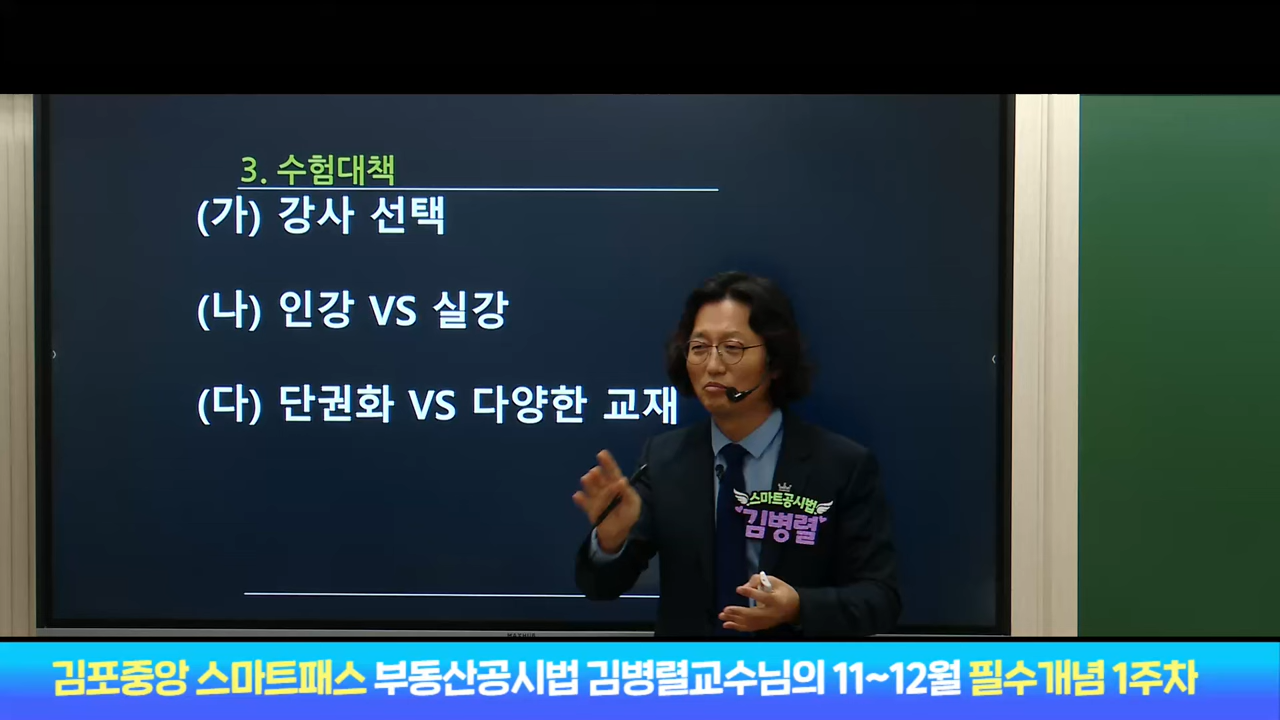 3. 수험대책
(가) 강사 선택
(나) 인강 VS 실강
(다) 단권화 VS 다양한 교재
스마트공시법
김병렬
MAXHUB
김포중앙 스마트패스 부동산공시법 김병렬교수님의 11~12월 필수개념 1주차